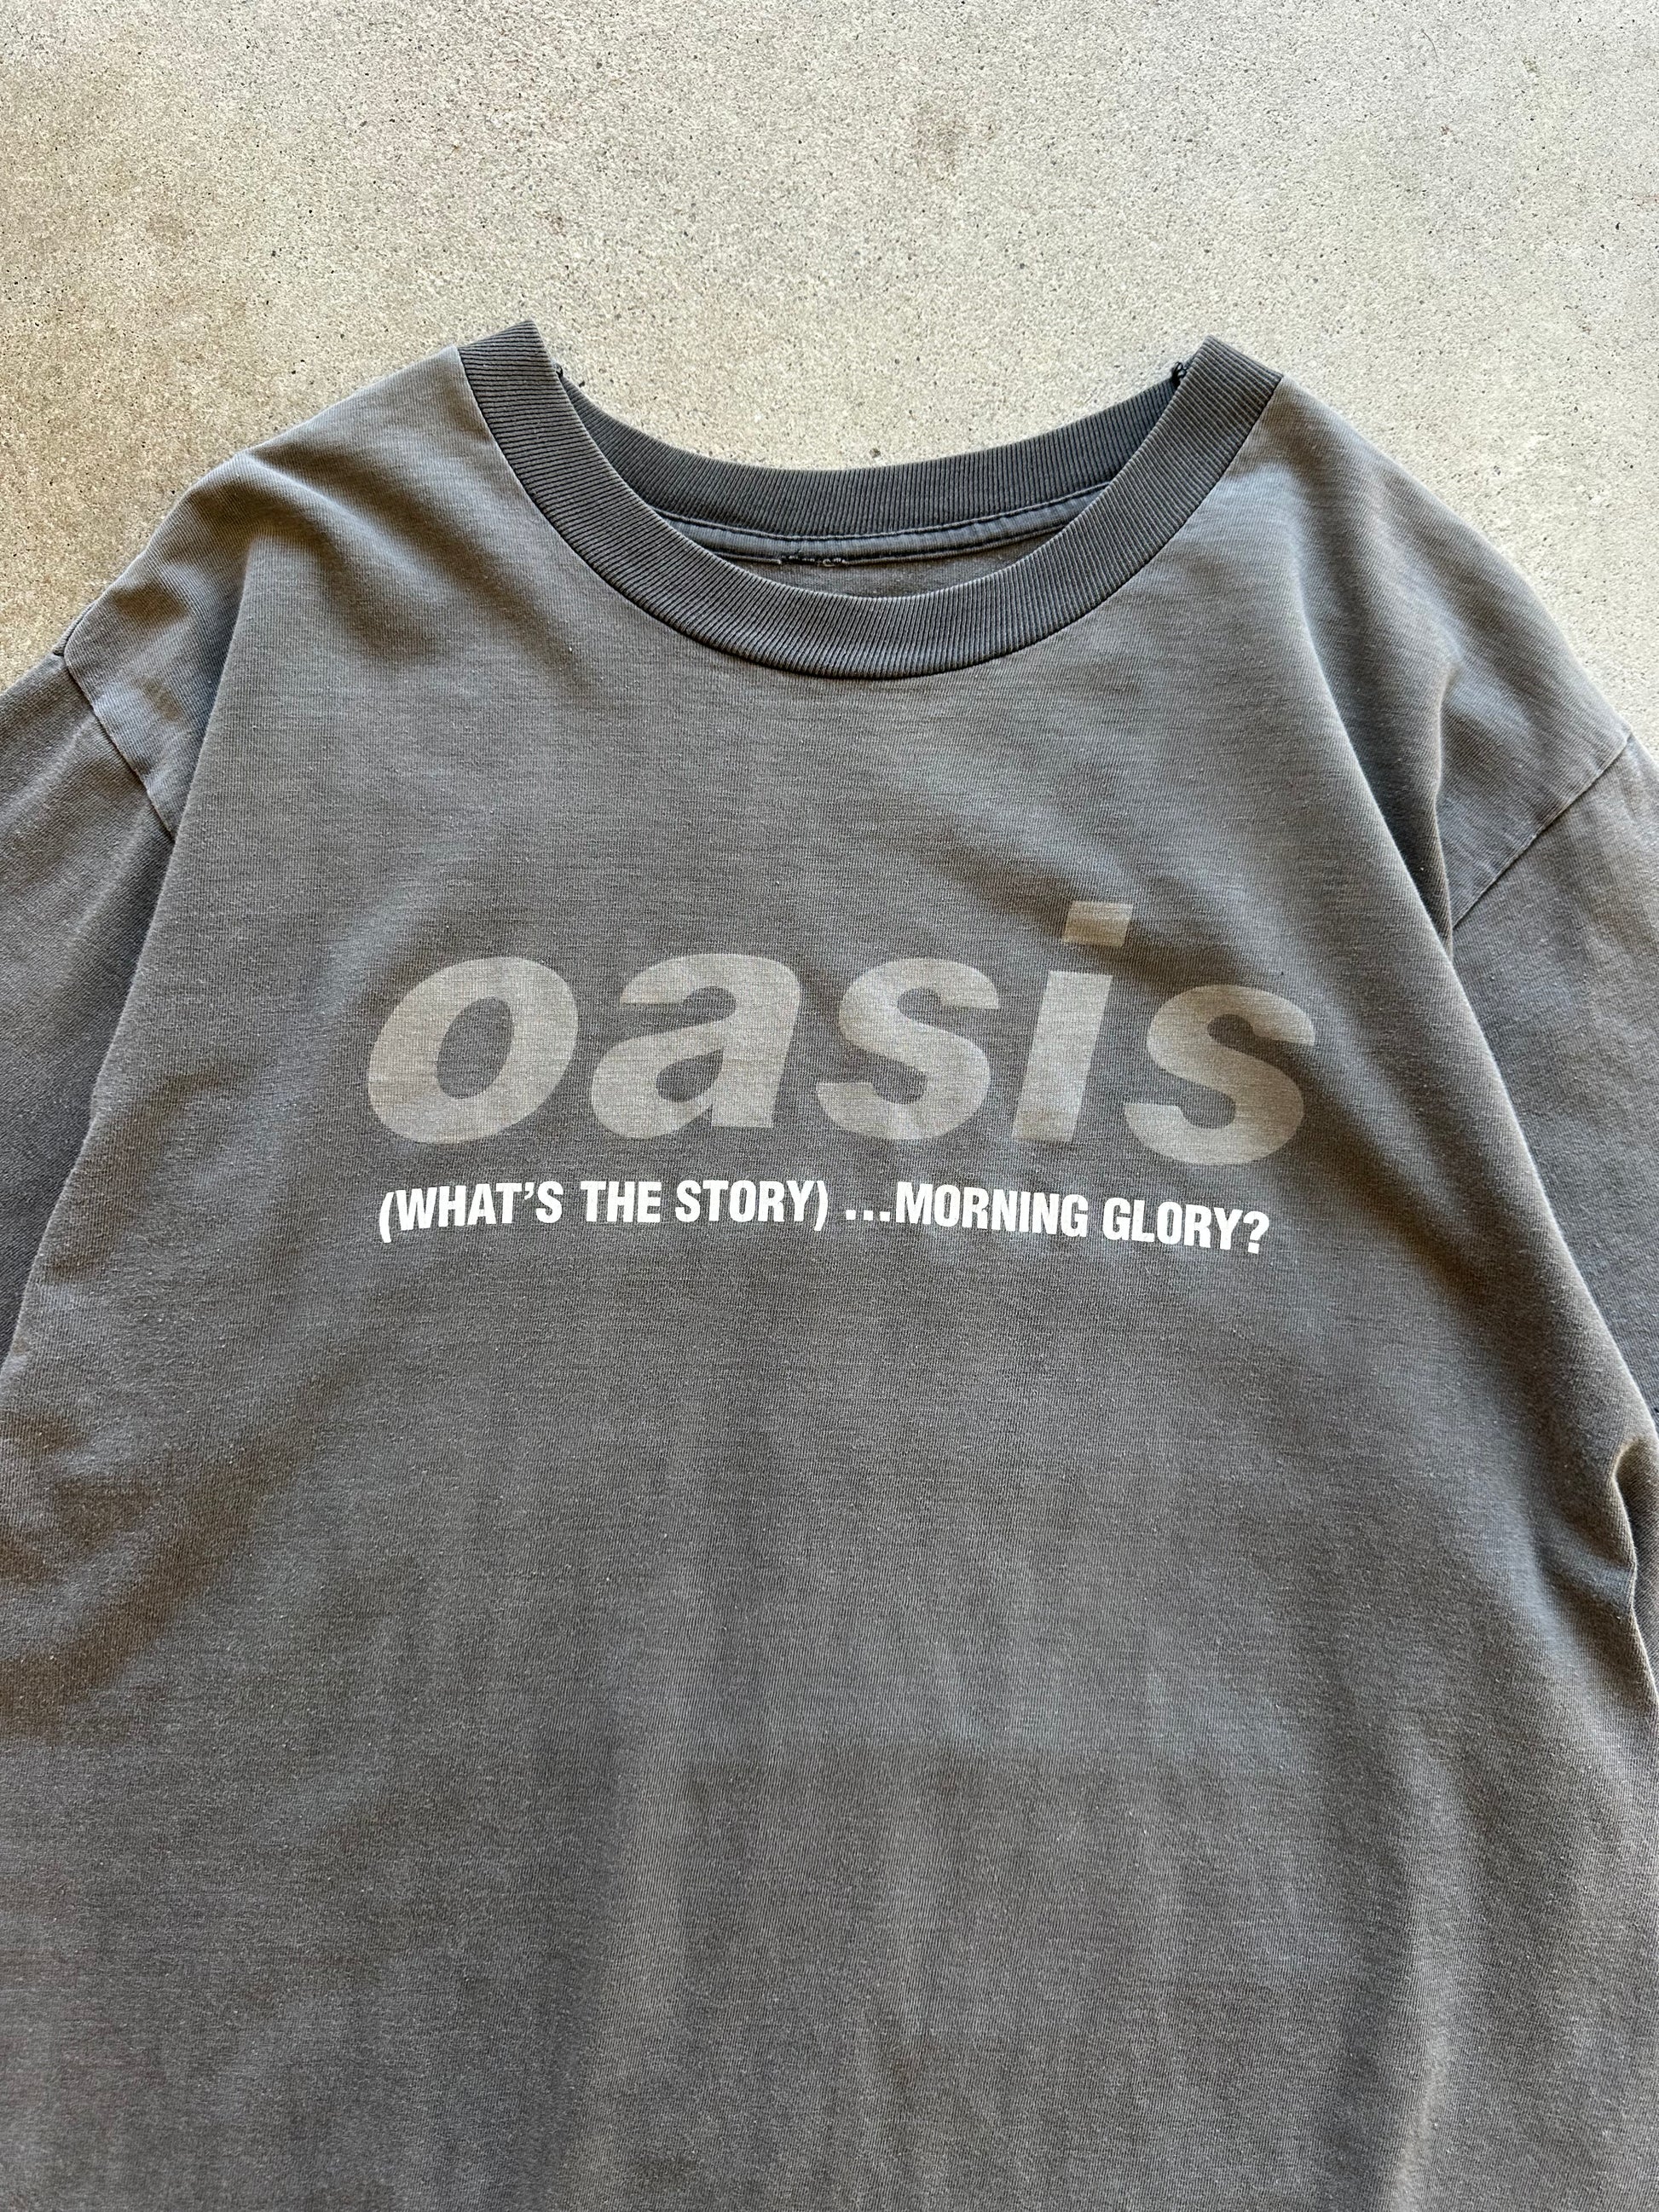 oasis
(WHAT'S THE STORY) ...MORNING GLORY?